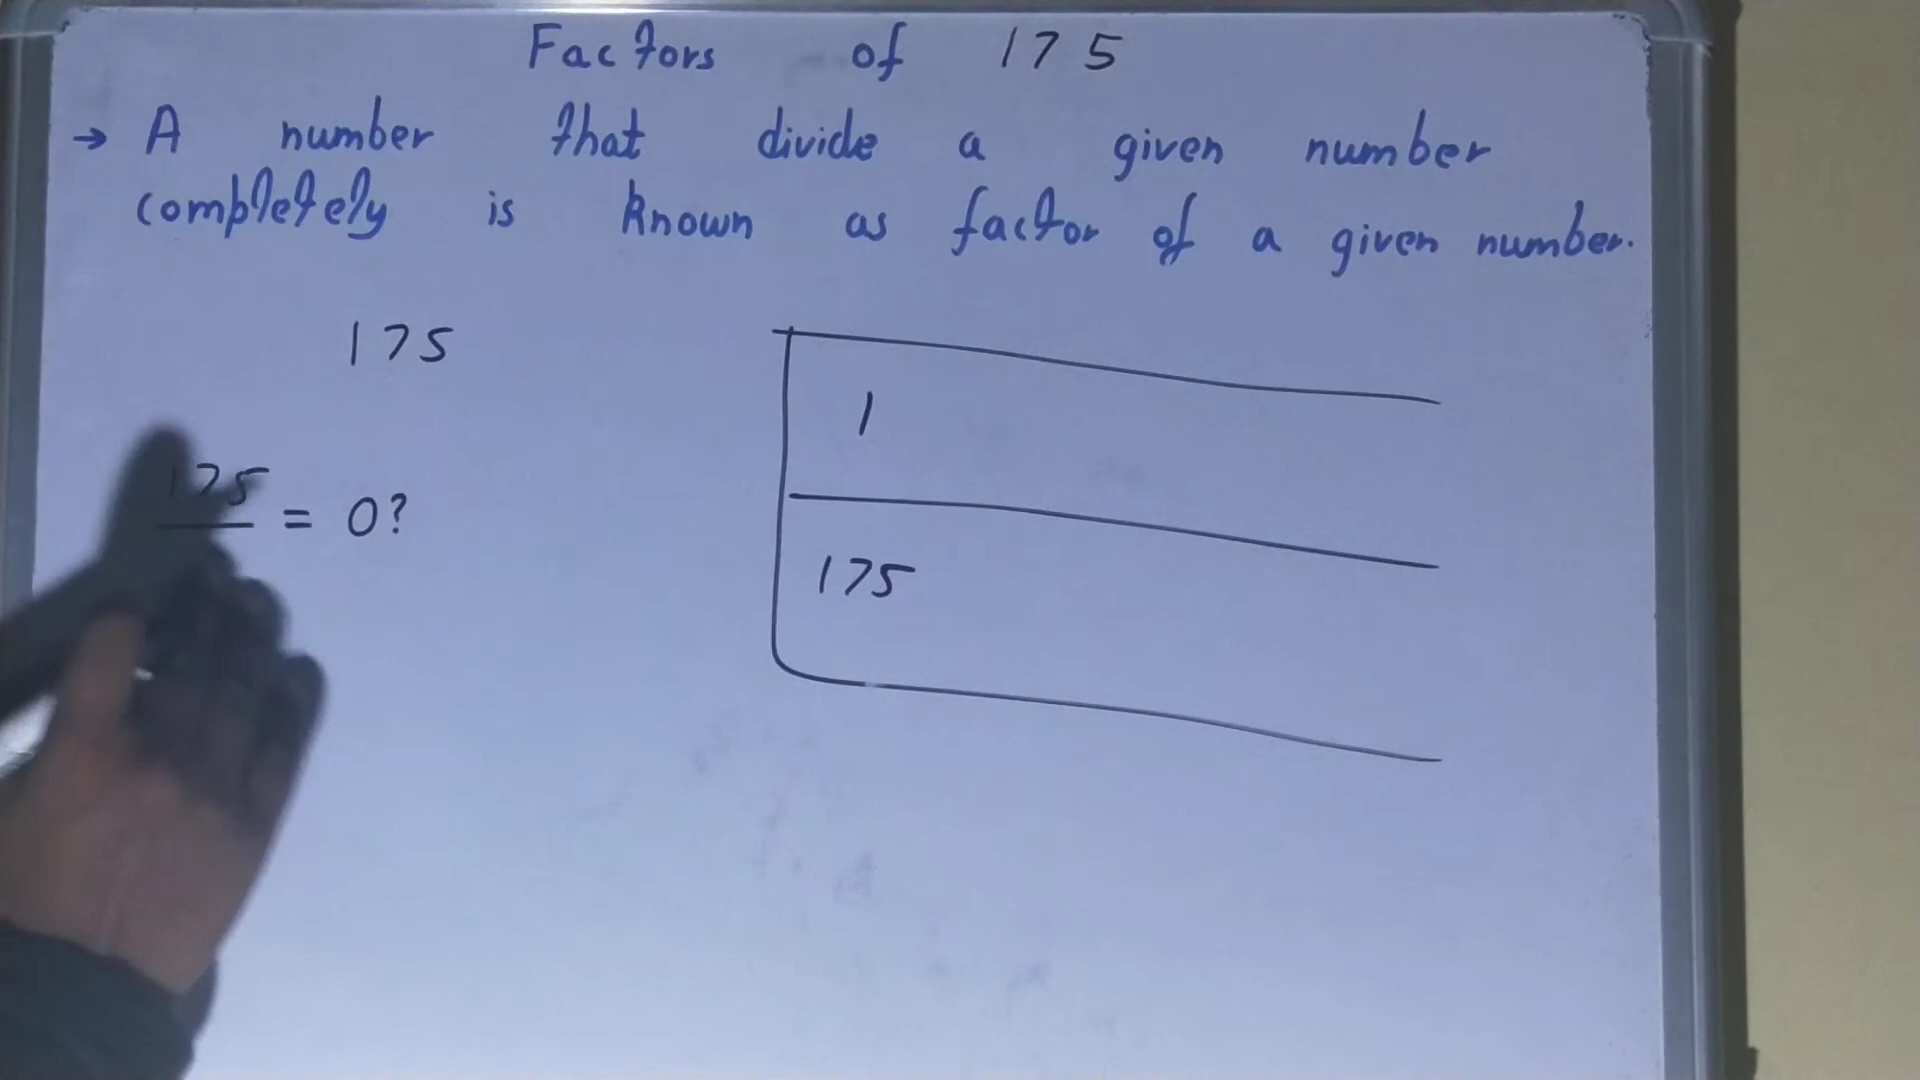 Factors of 175
→ A number that divide a given number
completely is known as factor of a given number.
175
1
175
= 0?
175